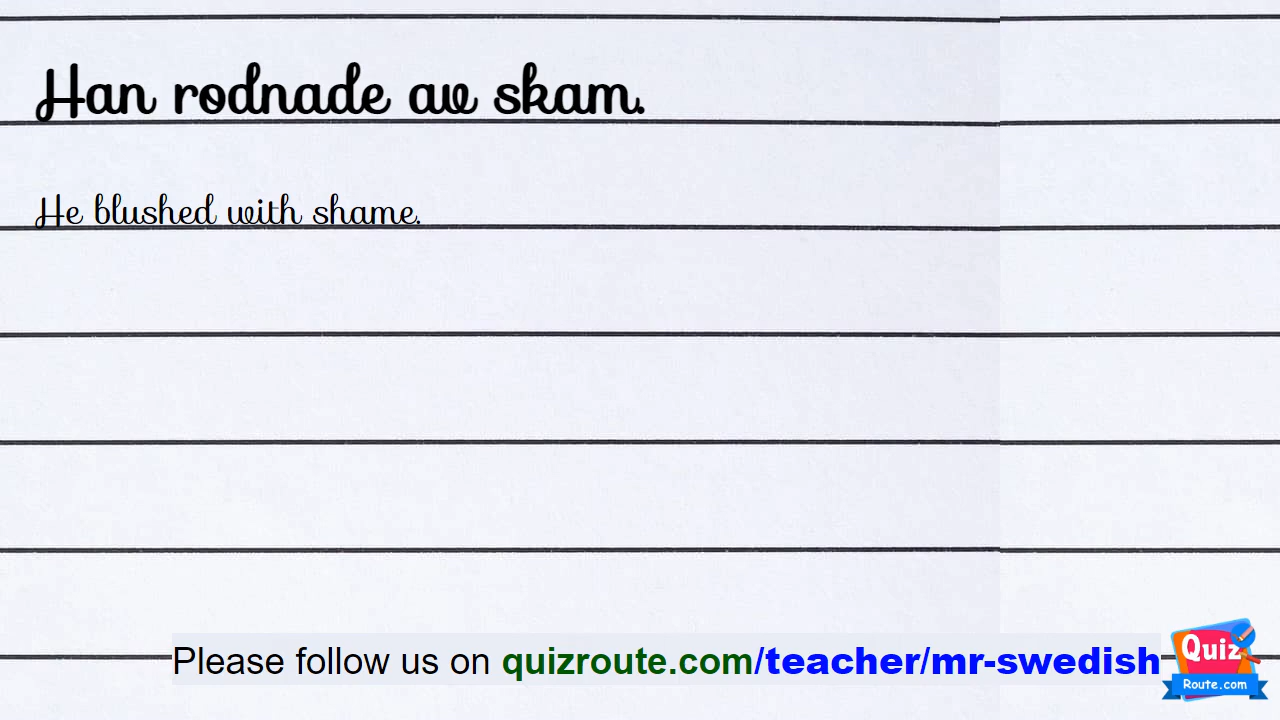 Han rodnade av skam.
He blushed with shame.
Please follow us on quizroute.com/teacher/mr-swedish
Quiz
Route.com